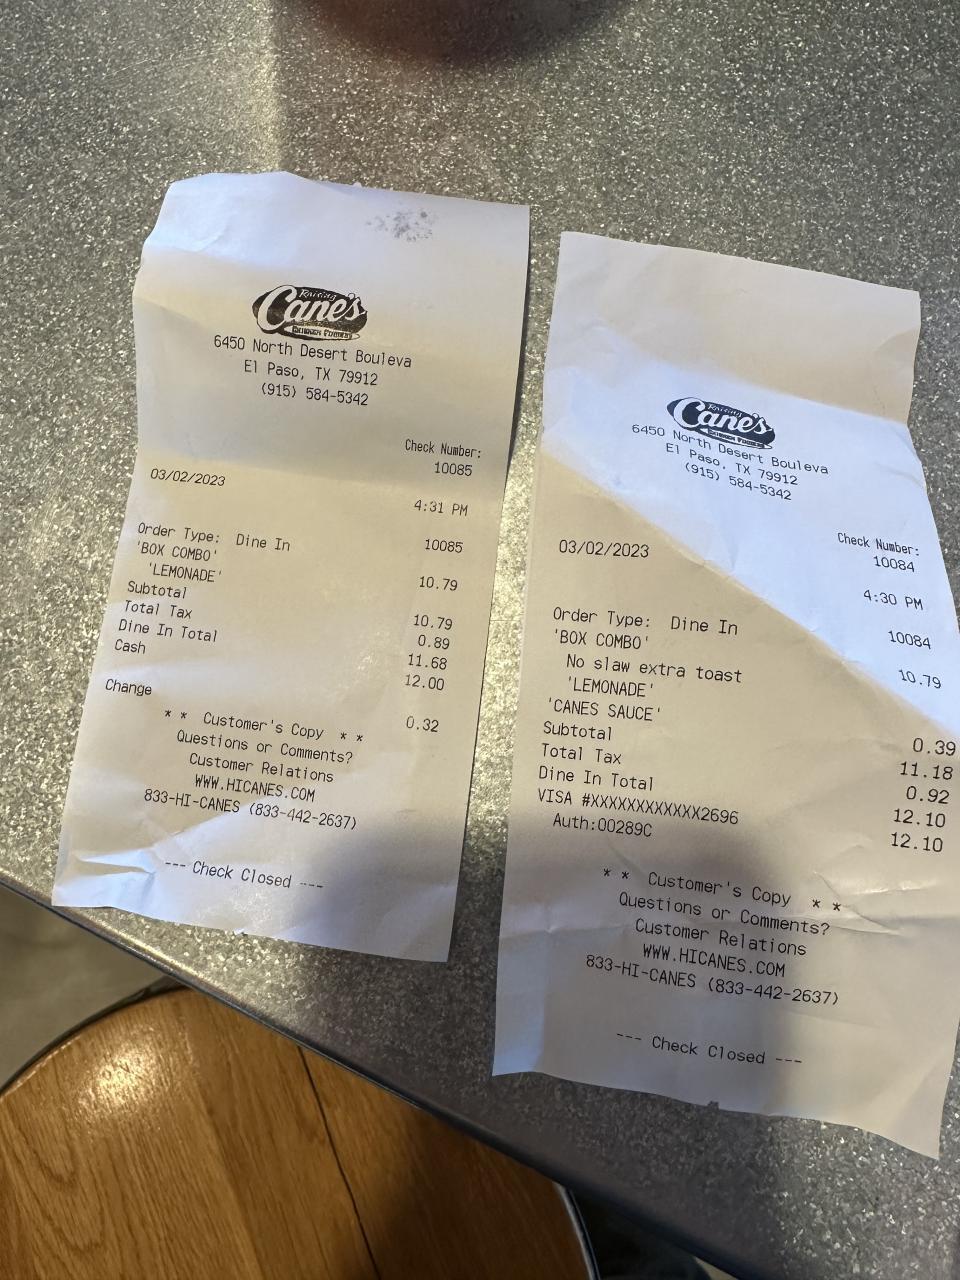 Raising
Cane's
CHICKEN FINGERS
6450 North Desert Bouleva
El Paso, TX 79912
(915) 584-5342
Check Number:
10085
03/02/2023
4:31 PM
Order Type: Dine In 10085
'BOX COMBO'
'LEMONADE' 10.79
Subtotal 10.79
Total Tax 0.89
Dine In Total 11.68
Cash 12.00
Change 0.32
* * Customer's Copy * *
Questions or Comments?
Customer Relations
WWW.HICANES.COM
833-HI-CANES (833-442-2637)
--- Check Closed ---
Raising
Cane's
CHICKEN FINGERS
6450 North Desert Bouleva
El Paso, TX 79912
(915) 584-5342
Check Number:
10084
03/02/2023
4:30 PM
Order Type: Dine In 10084
'BOX COMBO' 10.79
No slaw extra toast
'LEMONADE'
'CANES SAUCE' 0.39
Subtotal 11.18
Total Tax 0.92
Dine In Total 12.10
VISA #XXXXXXXXXXXX2696 12.10
Auth:00289C
* * Customer's Copy * *
Questions or Comments?
Customer Relations
WWW.HICANES.COM
833-HI-CANES (833-442-2637)
--- Check Closed ---